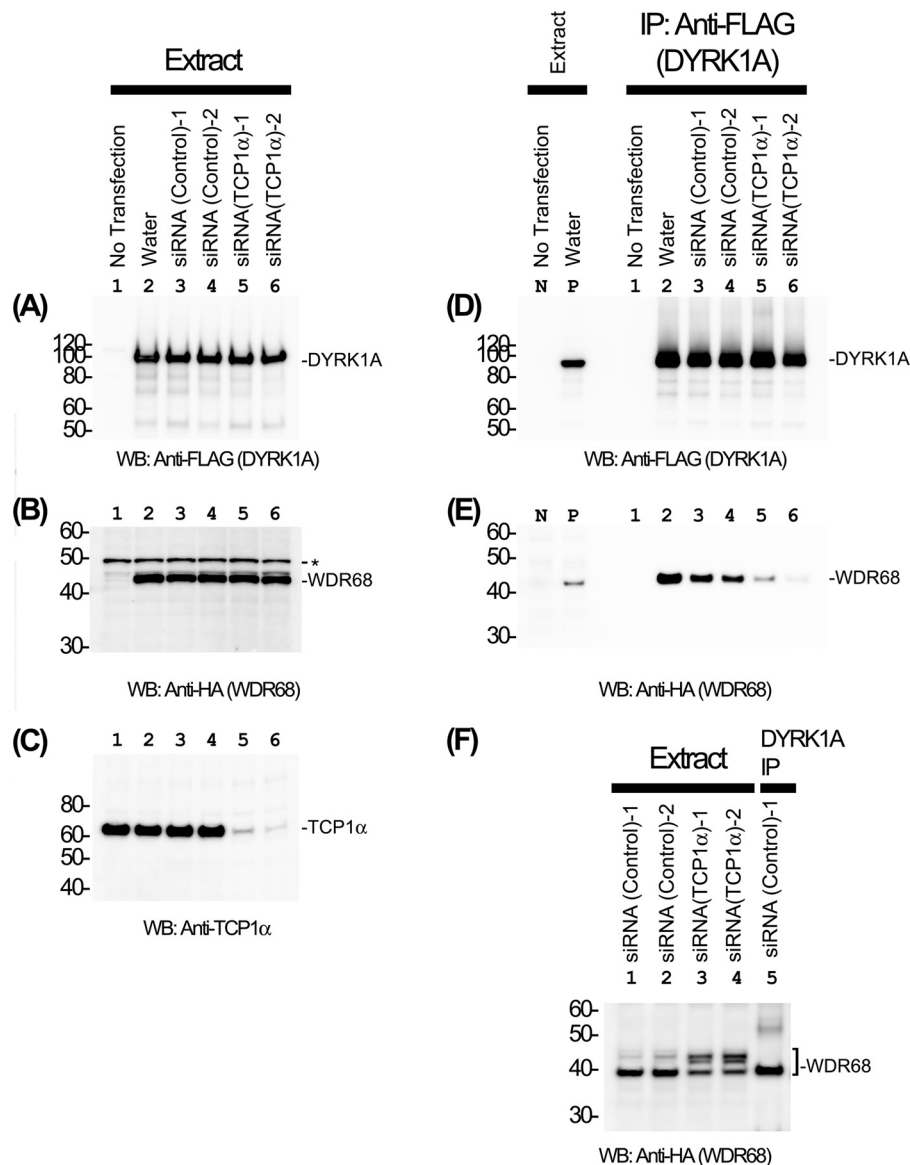 Extract
No Transfection
Water
siRNA (Control)-1
siRNA (Control)-2
siRNA(TCP1α)-1
siRNA(TCP1α)-2
1 2 3 4 5 6
(A)
120
100
80
60
50
-DYRK1A
WB: Anti-FLAG (DYRK1A)
(B)
1 2 3 4 5 6
60
50
40
30
-*
-WDR68
WB: Anti-HA (WDR68)
(C)
1 2 3 4 5 6
80
60
50
40
-TCP1α
WB: Anti-TCP1α
Extract
IP: Anti-FLAG
(DYRK1A)
No Transfection
Water
No Transfection
Water
siRNA (Control)-1
siRNA (Control)-2
siRNA(TCP1α)-1
siRNA(TCP1α)-2
N P 1 2 3 4 5 6
(D)
120
100
80
60
50
-DYRK1A
WB: Anti-FLAG (DYRK1A)
(E)
N P 1 2 3 4 5 6
60
50
40
30
-WDR68
WB: Anti-HA (WDR68)
(F)
Extract
DYRK1A
IP
siRNA (Control)-1
siRNA (Control)-2
siRNA(TCP1α)-1
siRNA(TCP1α)-2
siRNA (Control)-1
1 2 3 4 5
60
50
40
30
-WDR68
WB: Anti-HA (WDR68)